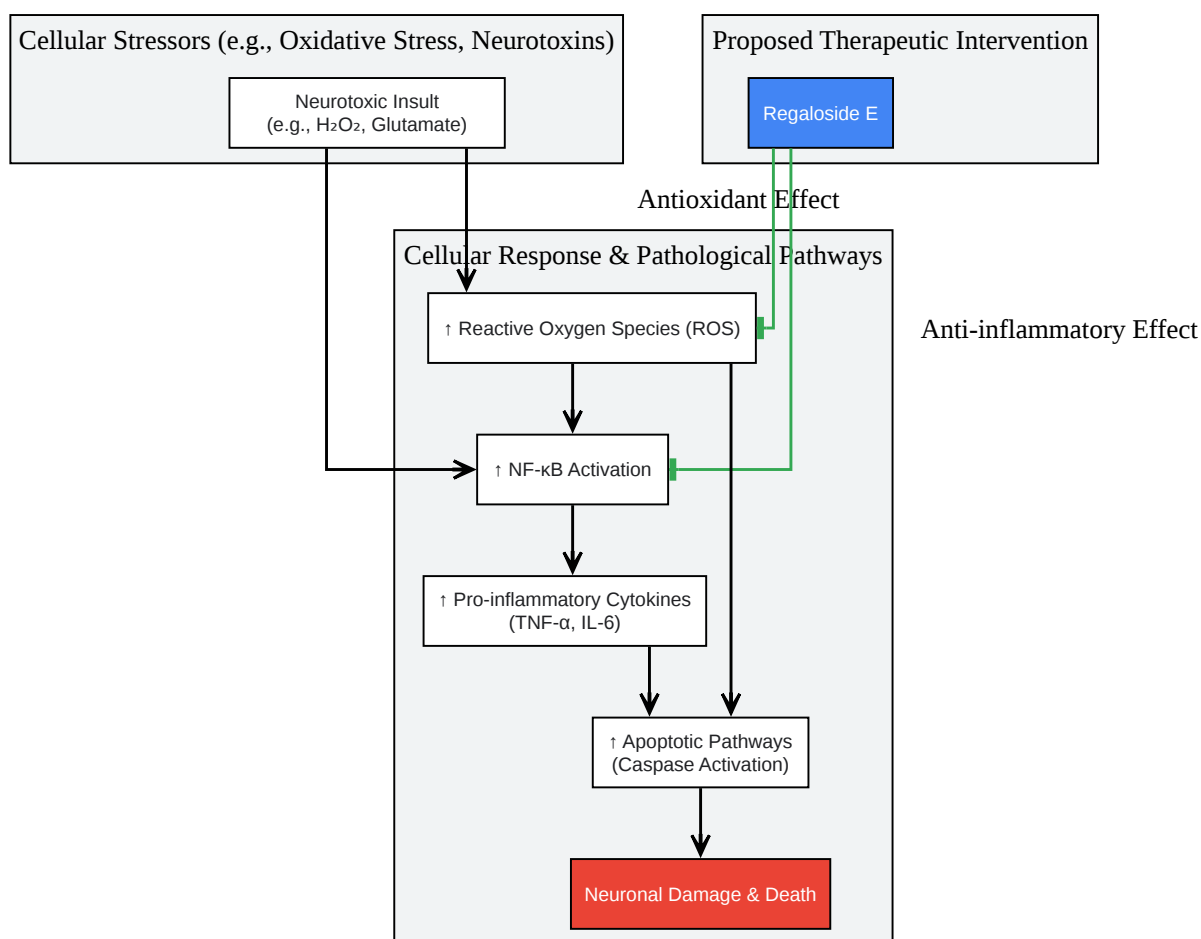 Cellular Stressors (e.g., Oxidative Stress, Neurotoxins)
Neurotoxic Insult
(e.g., H₂O₂, Glutamate)
Proposed Therapeutic Intervention
Regaloside E
Antioxidant Effect
Cellular Response & Pathological Pathways
↑ Reactive Oxygen Species (ROS)
Anti-inflammatory Effect
↑ NF-κB Activation
↑ Pro-inflammatory Cytokines
(TNF-α, IL-6)
↑ Apoptotic Pathways
(Caspase Activation)
Neuronal Damage & Death